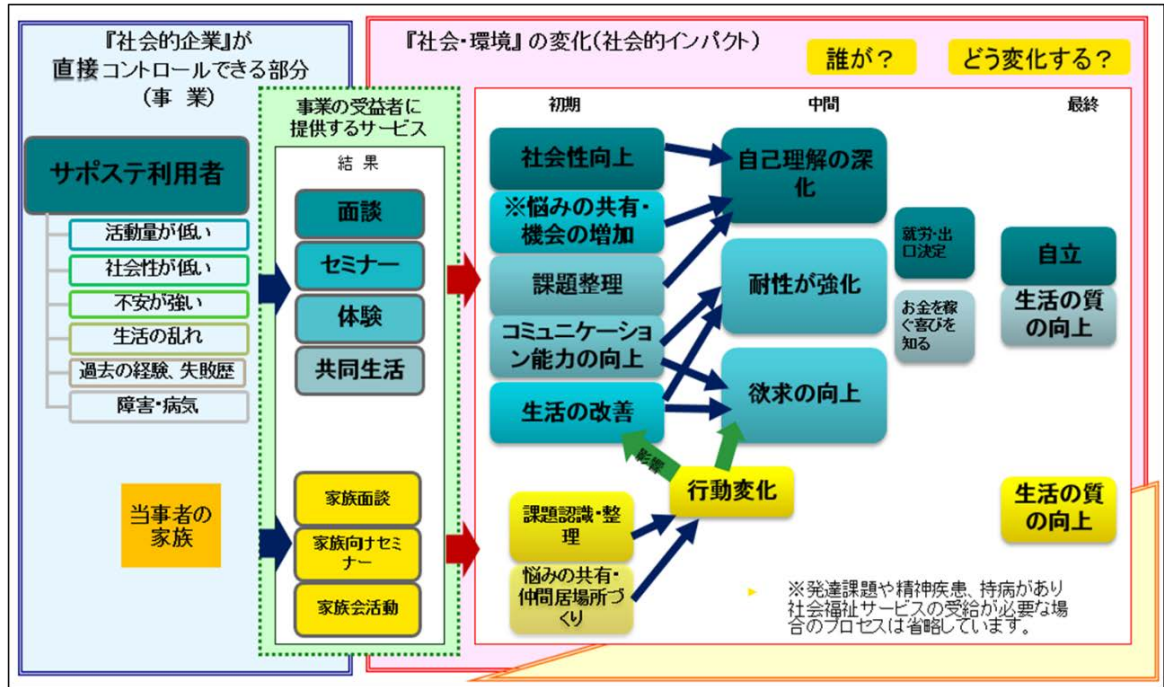 『社会的企業』が
直接コントロールできる部分
(事　業)
『社会・環境』の変化(社会的インパクト)
誰が？
どう変化する？
事業の受益者に
提供するサービス
結 果
初期
中間
最終
サポステ利用者
活動量が低い
社会性が低い
不安が強い
生活の乱れ
過去の経験、失敗歴
障害・病気
面談
セミナー
体験
共同生活
社会性向上
※悩みの共有・
機会の増加
課題整理
コミュニケーショ
ン能力の向上
生活の改善
自己理解の深
化
耐性が強化
欲求の向上
就労・出
口決定
お金を稼
ぐ喜びを
知る
自立
生活の質
の向上
当事者の
家族
家族面談
家族向けセミ
ナー
家族会活動
影響
行動変化
課題認識・整
理
悩みの共有・
仲間居場所づ
くり
生活の質
の向上
※発達課題や精神疾患、持病があり
社会福祉サービスの受給が必要な場
合のプロセスは省略しています。